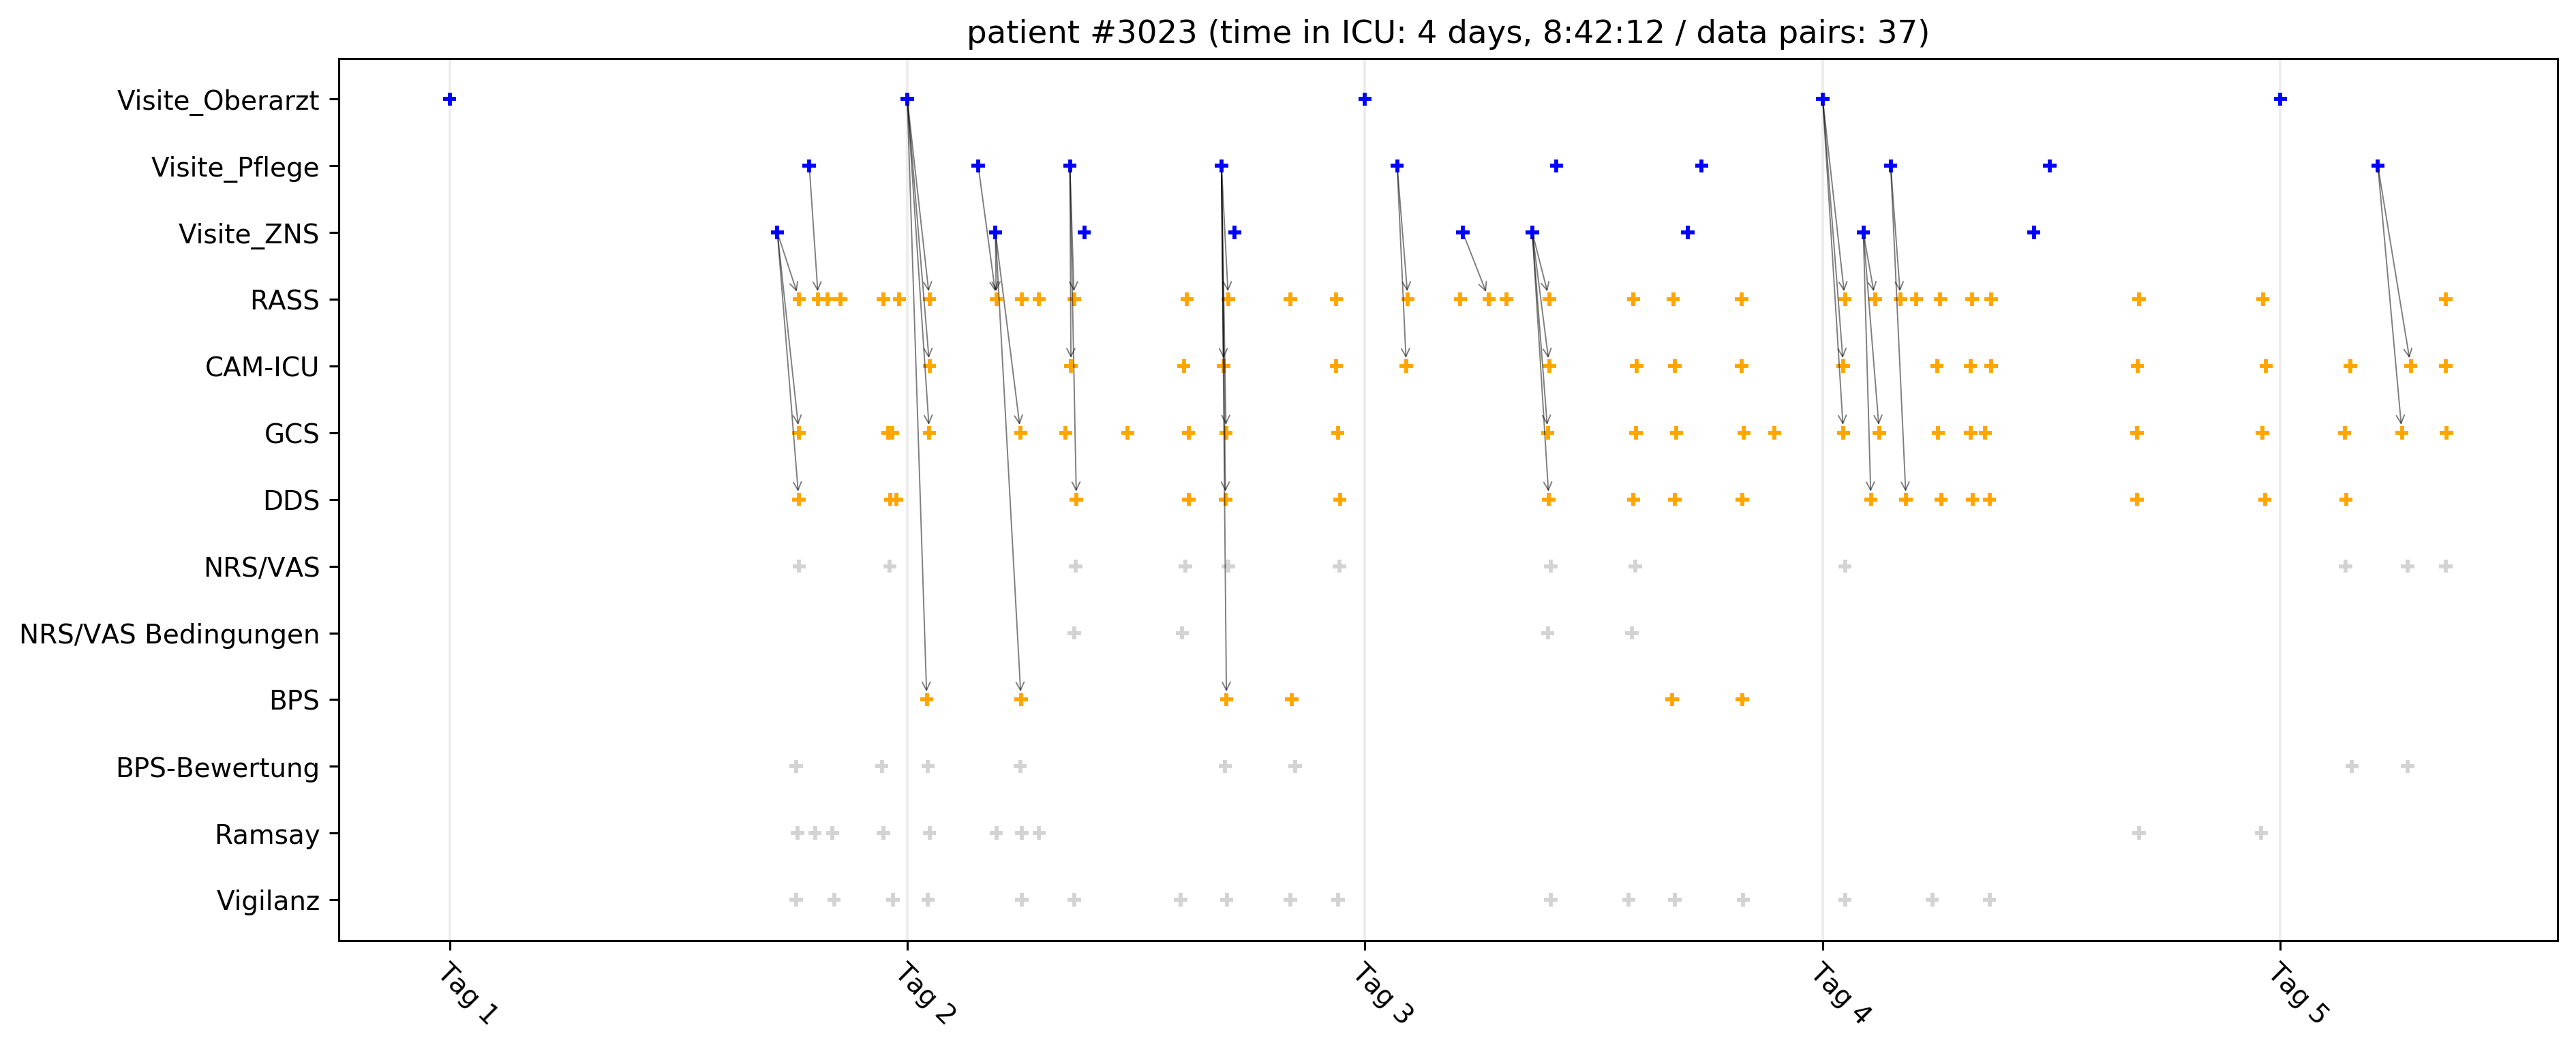 patient #3023 (time in ICU: 4 days, 8:42:12 / data pairs: 37)
Visite_Oberarzt
Visite_Pflege
Visite_ZNS
RASS
CAM-ICU
GCS
DDS
NRS/VAS
NRS/VAS Bedingungen
BPS
BPS-Bewertung
Ramsay
Vigilanz
Tag 1
Tag 2
Tag 3
Tag 4
Tag 5